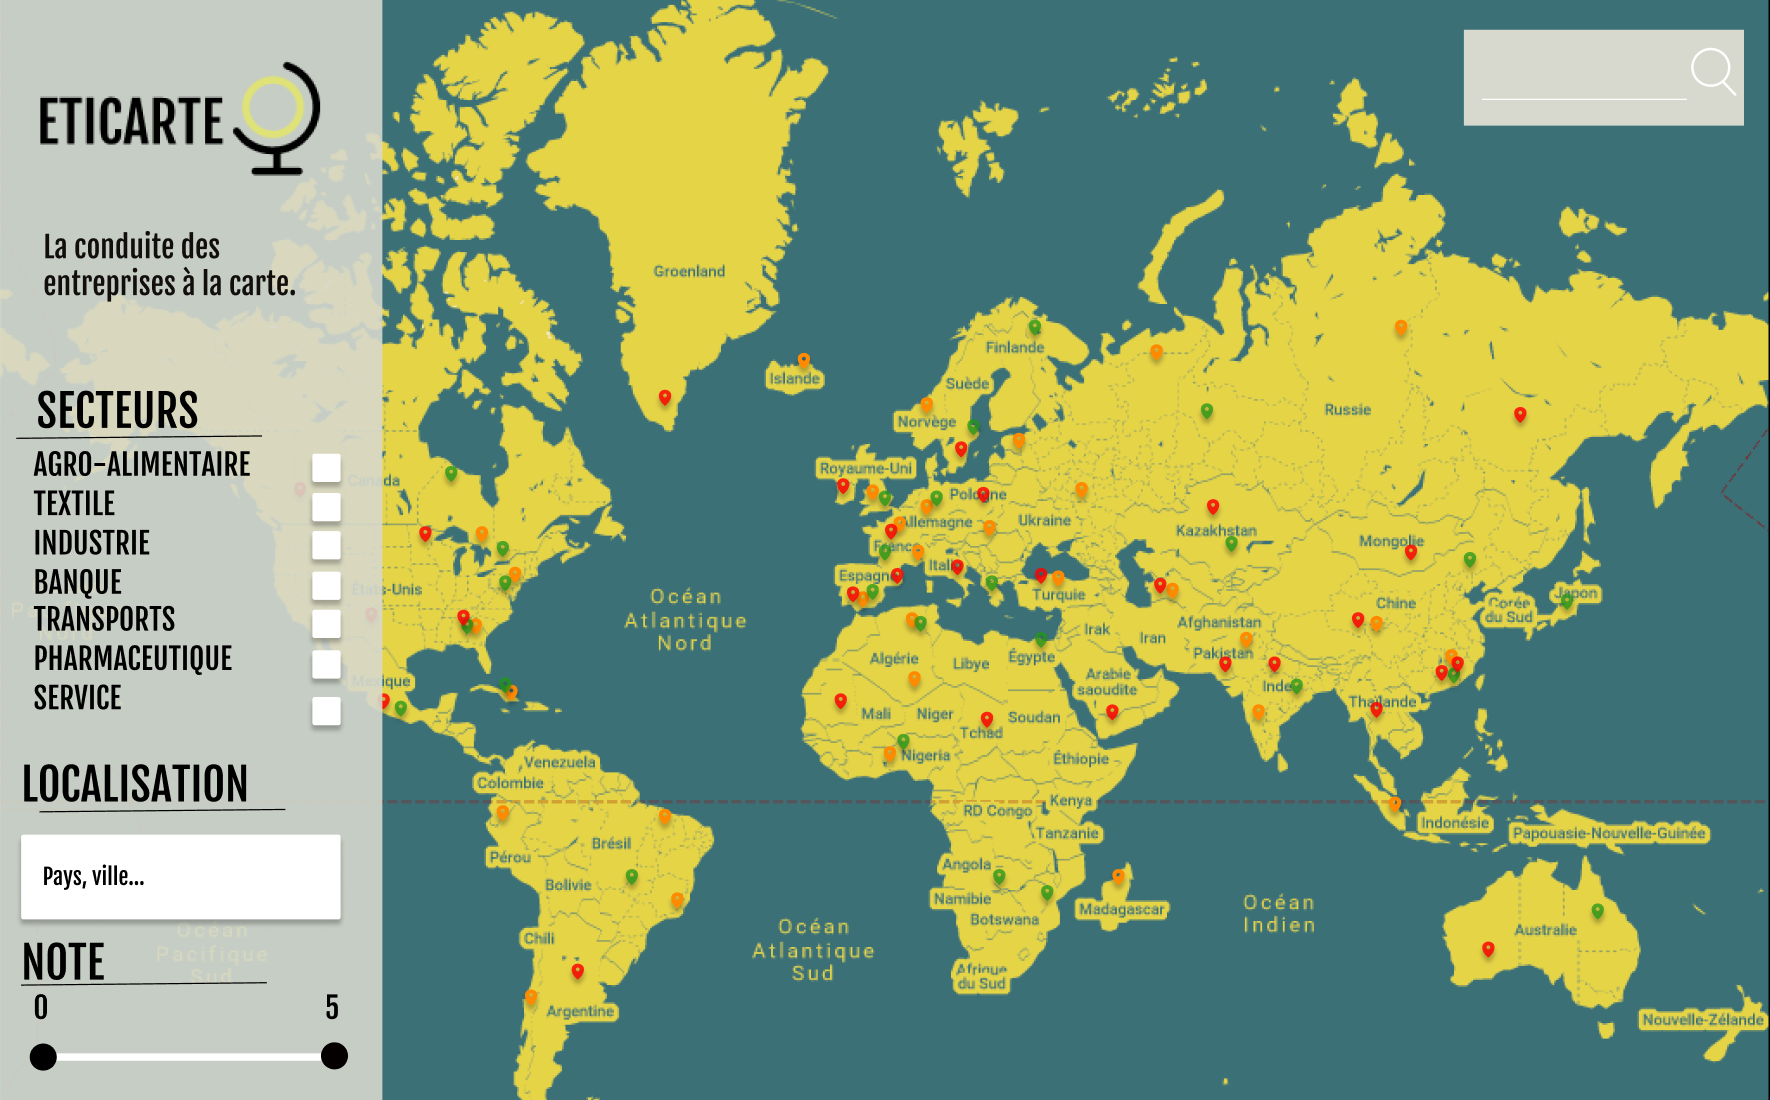 ETICARTE
La conduite des
entreprises à la carte.
SECTEURS
AGRO-ALIMENTAIRE
TEXTILE
INDUSTRIE
BANQUE
TRANSPORTS
PHARMACEUTIQUE
SERVICE
LOCALISATION
Pays, ville...
NOTE
0 5
Groenland
Islande
Finlande
Suède
Norvège
Russie
Royaume-Uni
Canada
Pologne
Allemagne
Ukraine
Kazakhstan
Mongolie
France
Espagne
Italie
Turquie
États-Unis
Océan
Atlantique
Nord
Chine
Japon
Corée
du Sud
Afghanistan
Irak
Iran
Pakistan
Algérie
Libye
Égypte
Arabie
saoudite
Inde
Thaïlande
Mexique
Mali
Niger
Tchad
Soudan
Nigeria
Éthiopie
Venezuela
Colombie
RD Congo
Kenya
Tanzanie
Indonésie
Papouasie-Nouvelle-Guinée
Brésil
Pérou
Bolivie
Angola
Namibie
Botswana
Madagascar
Océan
Indien
Australie
Chili
Océan
Atlantique
Sud
Océan
Pacifique
Sud
Afrique
du Sud
Argentine
Nouvelle-Zélande